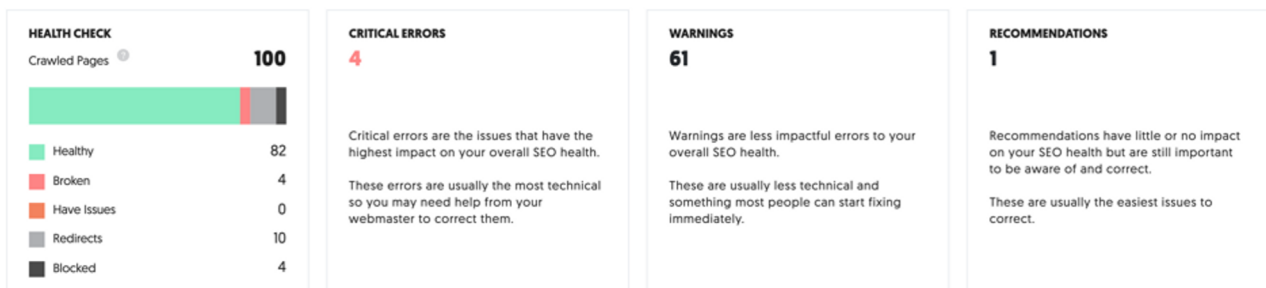 HEALTH CHECK
Crawled Pages ? 100
Healthy 82
Broken 4
Have Issues 0
Redirects 10
Blocked 4
CRITICAL ERRORS
4
Critical errors are the issues that have the
highest impact on your overall SEO health.
These errors are usually the most technical
so you may need help from your
webmaster to correct them.
WARNINGS
61
Warnings are less impactful errors to your
overall SEO health.
These are usually less technical and
something most people can start fixing
immediately.
RECOMMENDATIONS
1
Recommendations have little or no impact
on your SEO health but are still important
to be aware of and correct.
These are usually the easiest issues to
correct.